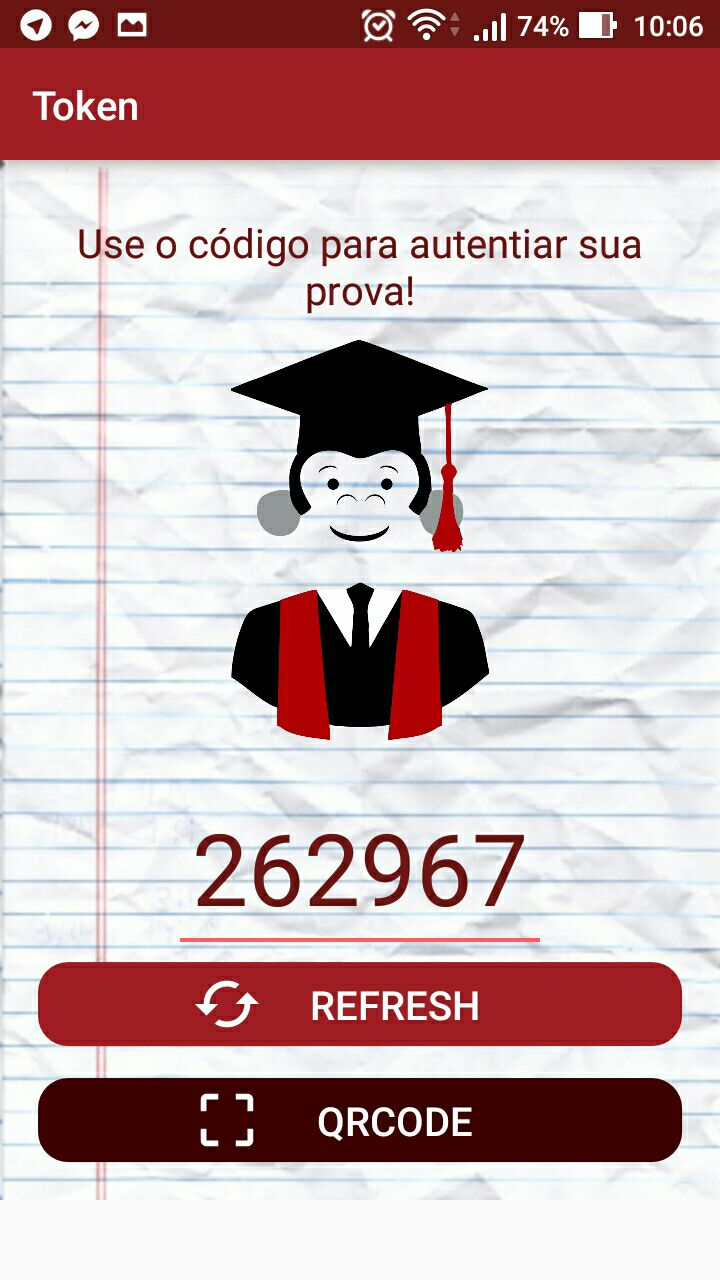 74% 10:06
Token
Use o código para autentiar sua
prova!
262967
REFRESH
QRCODE